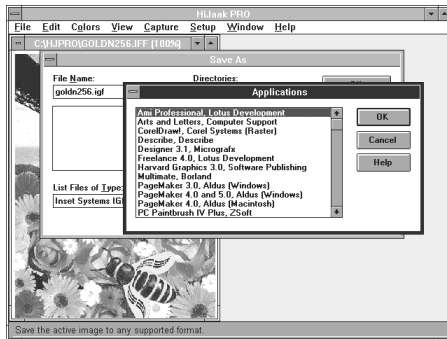 HiJaak PRO
File Edit Colors View Capture Setup Window Help
C:\HJPRO\GOLDN256.IFF (100%)
Save As
File Name:
Directories:
goldn256.igf
Applications
Ami Professional, Lotus Development
Arts and Letters, Computer Support
CorelDraw!, Corel Systems (Raster)
Describe, Describe
Designer 3.1, Micrografx
Freelance 4.0, Lotus Development
Harvard Graphics 3.0, Software Publishing
Multimate, Borland
PageMaker 3.0, Aldus (Windows)
PageMaker 4.0 and 5.0, Aldus (Windows)
PageMaker 4.0, Aldus (Macintosh)
PC Paintbrush IV Plus, ZSoft
OK
Cancel
Help
List Files of Type:
Inset Systems IGF
Save the active image to any supported format.